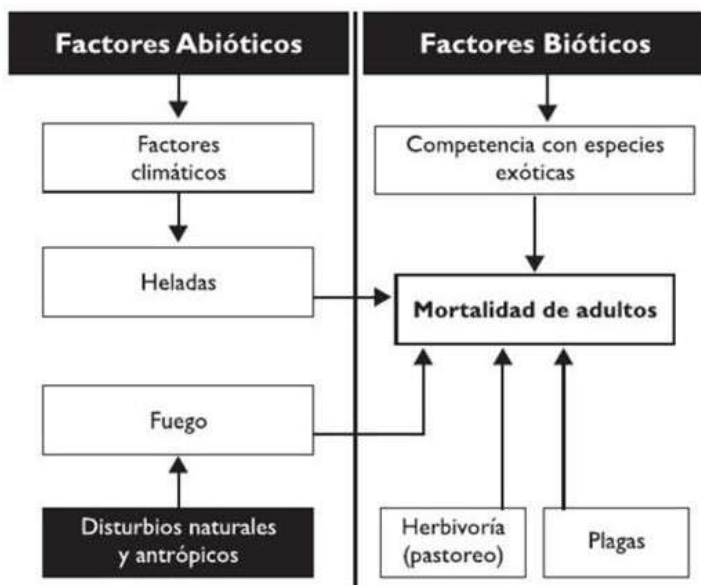 Factores Abióticos
Factores Bióticos
Factores
climáticos
Competencia con especies
exóticas
Heladas
Mortalidad de adultos
Fuego
Disturbios naturales
y antrópicos
Herbivoría
(pastoreo)
Plagas